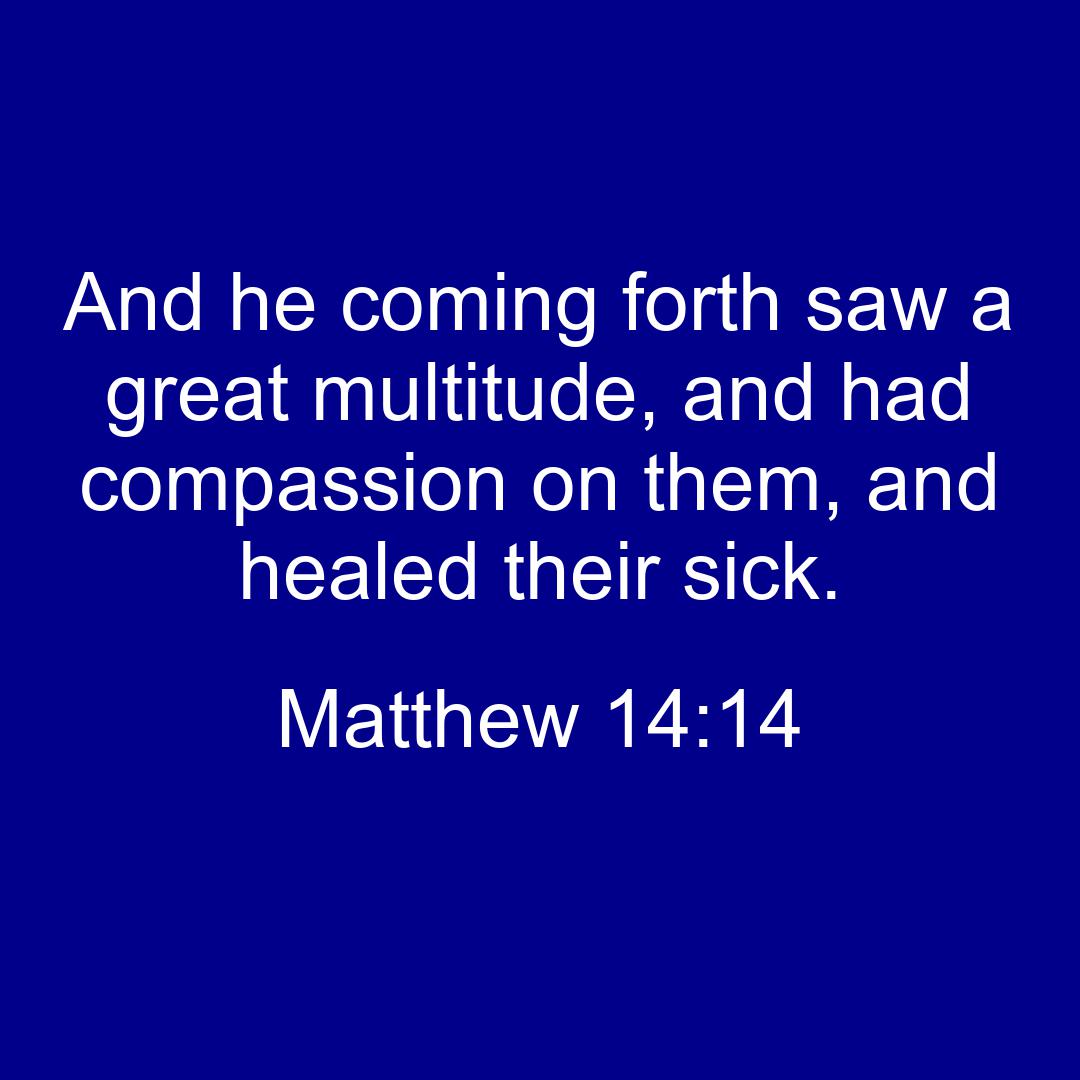 And he coming forth saw a
great multitude, and had
compassion on them, and
healed their sick.
Matthew 14:14